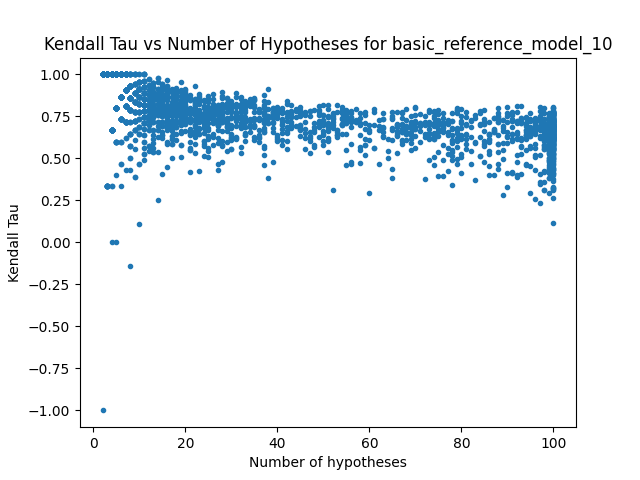 Kendall Tau vs Number of Hypotheses for basic_reference_model_10
1.00
0.75
0.50
0.25
0.00
−0.25
−0.50
−0.75
−1.00
Kendall Tau
0 20 40 60 80 100
Number of hypotheses